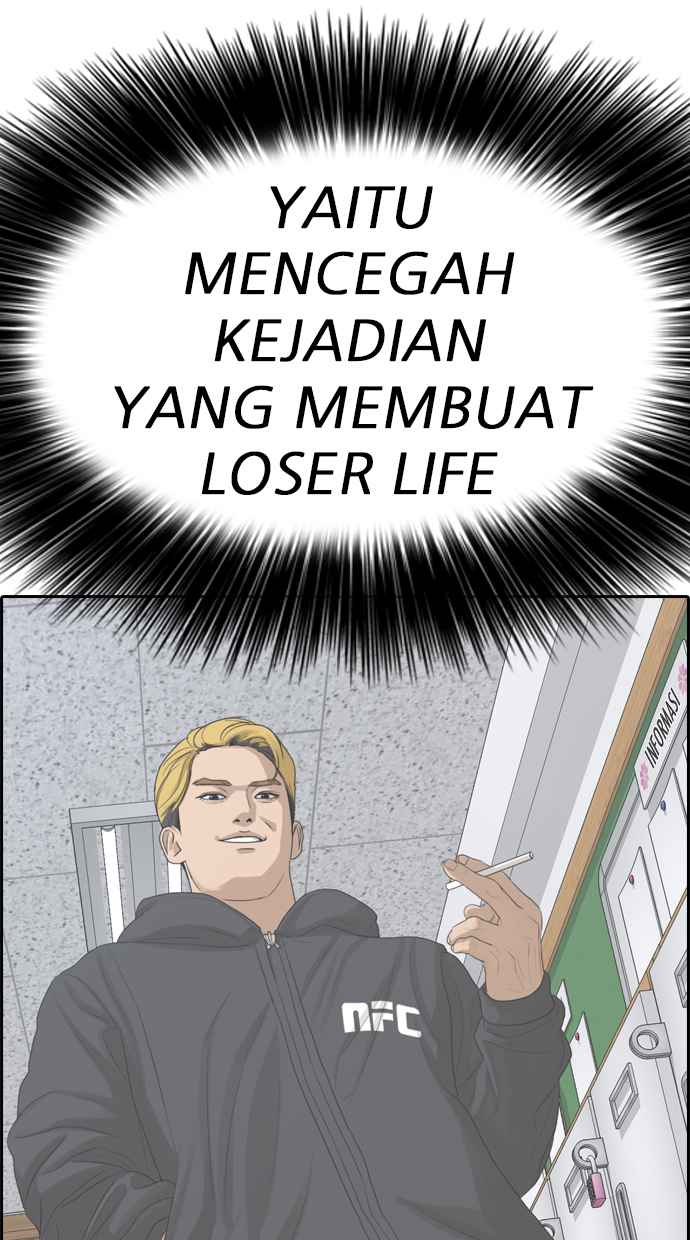 YAITU
MENCEGAH
KEJADIAN
YANG MEMBUAT
LOSER LIFE
INFORMASI
NFC